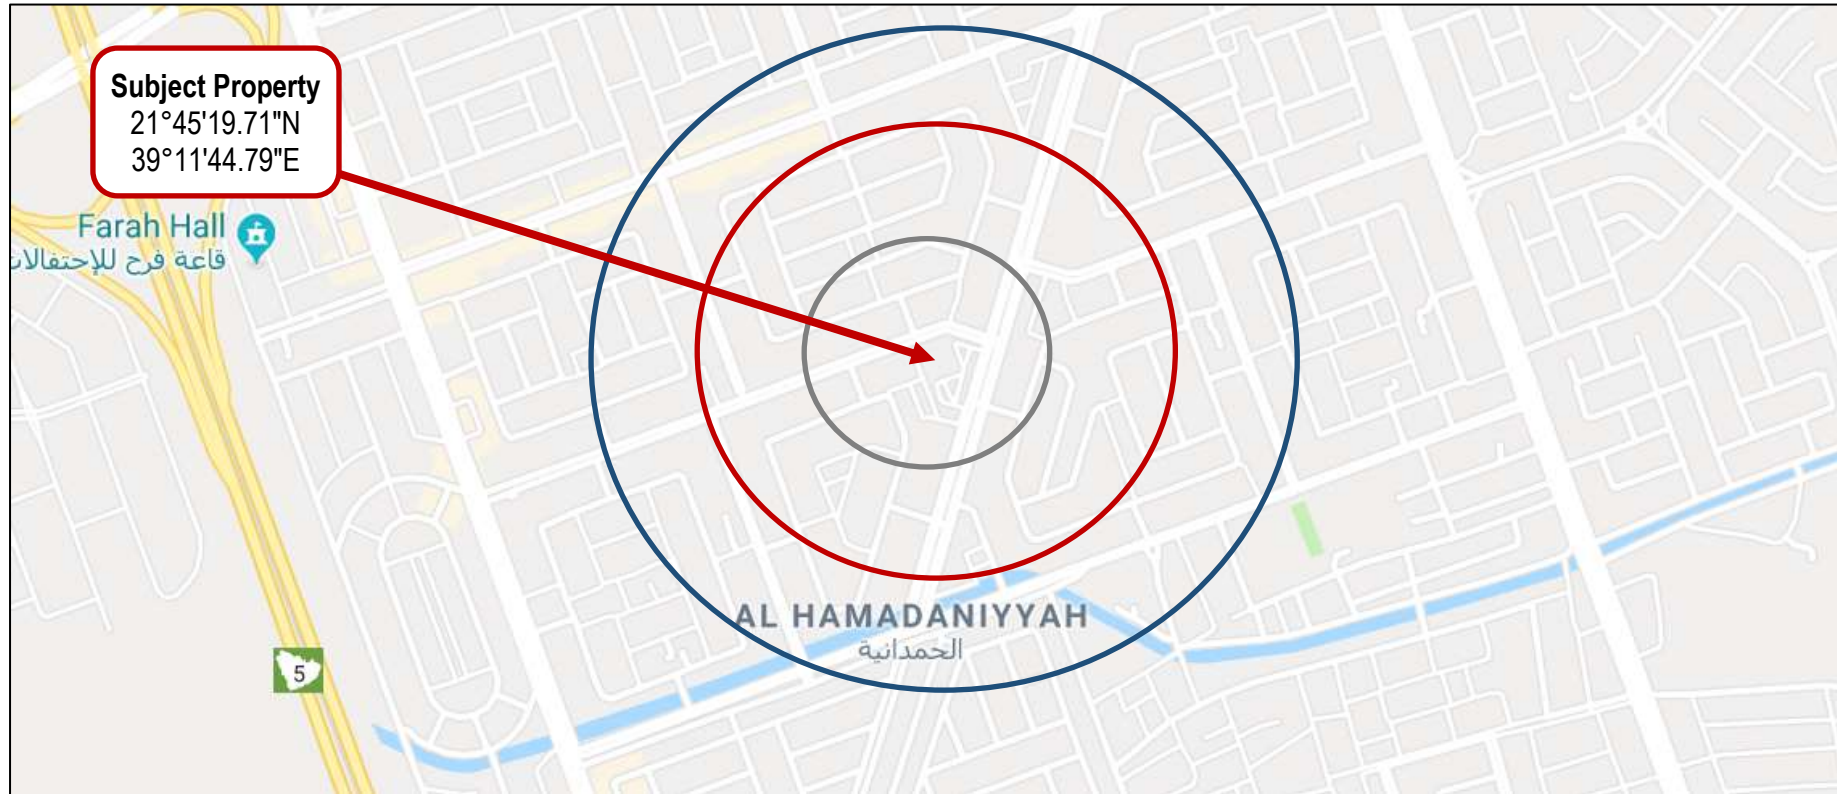 Subject Property
21°45'19.71"N
39°11'44.79"E
Farah Hall
قاعة فرح للإحتفالات
AL HAMADANIYYAH
الحمدانية
5